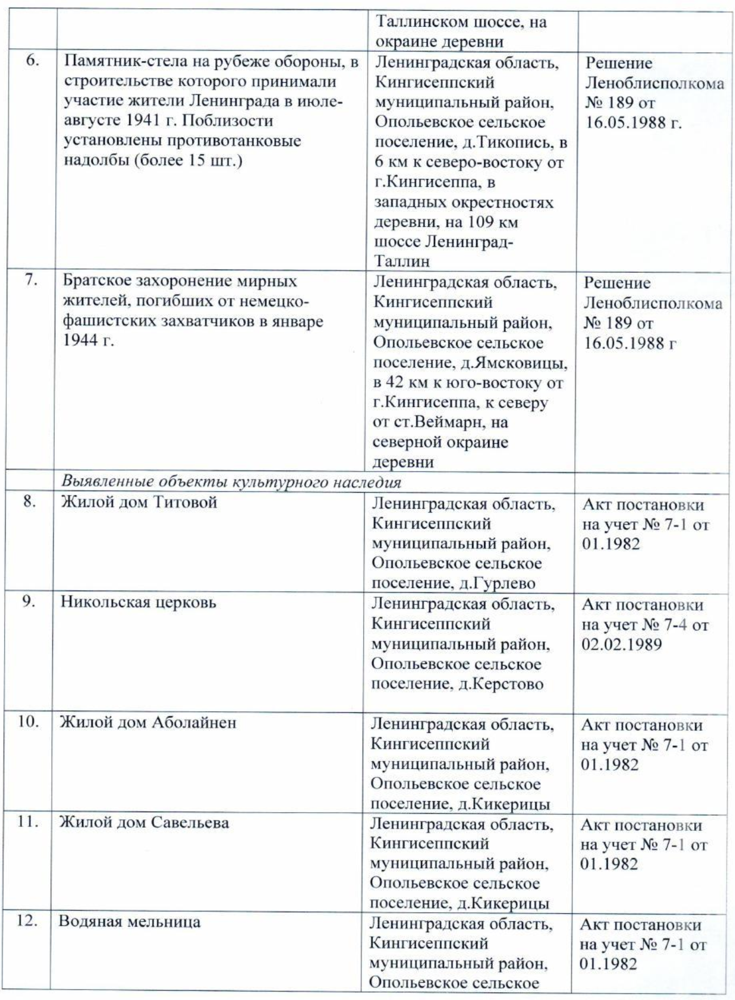 Таллинском шоссе, на
окраине деревни
6.
Памятник-стела на рубеже обороны, в
строительстве которого принимали
участие жители Ленинграда в июле-
августе 1941 г. Поблизости
установлены противотанковые
надолбы (более 15 шт.)
Ленинградская область,
Кингисеппский
муниципальный район,
Опольевское сельское
поселение, д.Тикопись, в
6 км к северо-востоку от
г.Кингисеппа, в
западных окрестностях
деревни, на 109 км
шоссе Ленинград-
Таллин
Решение
Леноблисполкома
№ 189 от
16.05.1988 г.
7.
Братское захоронение мирных
жителей, погибших от немецко-
фашистских захватчиков в январе
1944 г.
Ленинградская область,
Кингисеппский
муниципальный район,
Опольевское сельское
поселение, д.Ямсковицы,
в 42 км к юго-востоку от
г.Кингисеппа, к северу
от ст.Веймарн, на
северной окраине
деревни
Решение
Леноблисполкома
№ 189 от
16.05.1988 г
Выявленные объекты культурного наследия
8.
Жилой дом Титовой
Ленинградская область,
Кингисеппский
муниципальный район,
Опольевское сельское
поселение, д.Гурлево
Акт постановки
на учет № 7-1 от
01.1982
9.
Никольская церковь
Ленинградская область,
Кингисеппский
муниципальный район,
Опольевское сельское
поселение, д.Керстово
Акт постановки
на учет № 7-4 от
02.02.1989
10.
Жилой дом Аболайнен
Ленинградская область,
Кингисеппский
муниципальный район,
Опольевское сельское
поселение, д.Кикерицы
Акт постановки
на учет № 7-1 от
01.1982
11.
Жилой дом Савельева
Ленинградская область,
Кингисеппский
муниципальный район,
Опольевское сельское
поселение, д.Кикерицы
Акт постановки
на учет № 7-1 от
01.1982
12.
Водяная мельница
Ленинградская область,
Кингисеппский
муниципальный район,
Опольевское сельское
Акт постановки
на учет № 7-1 от
01.1982